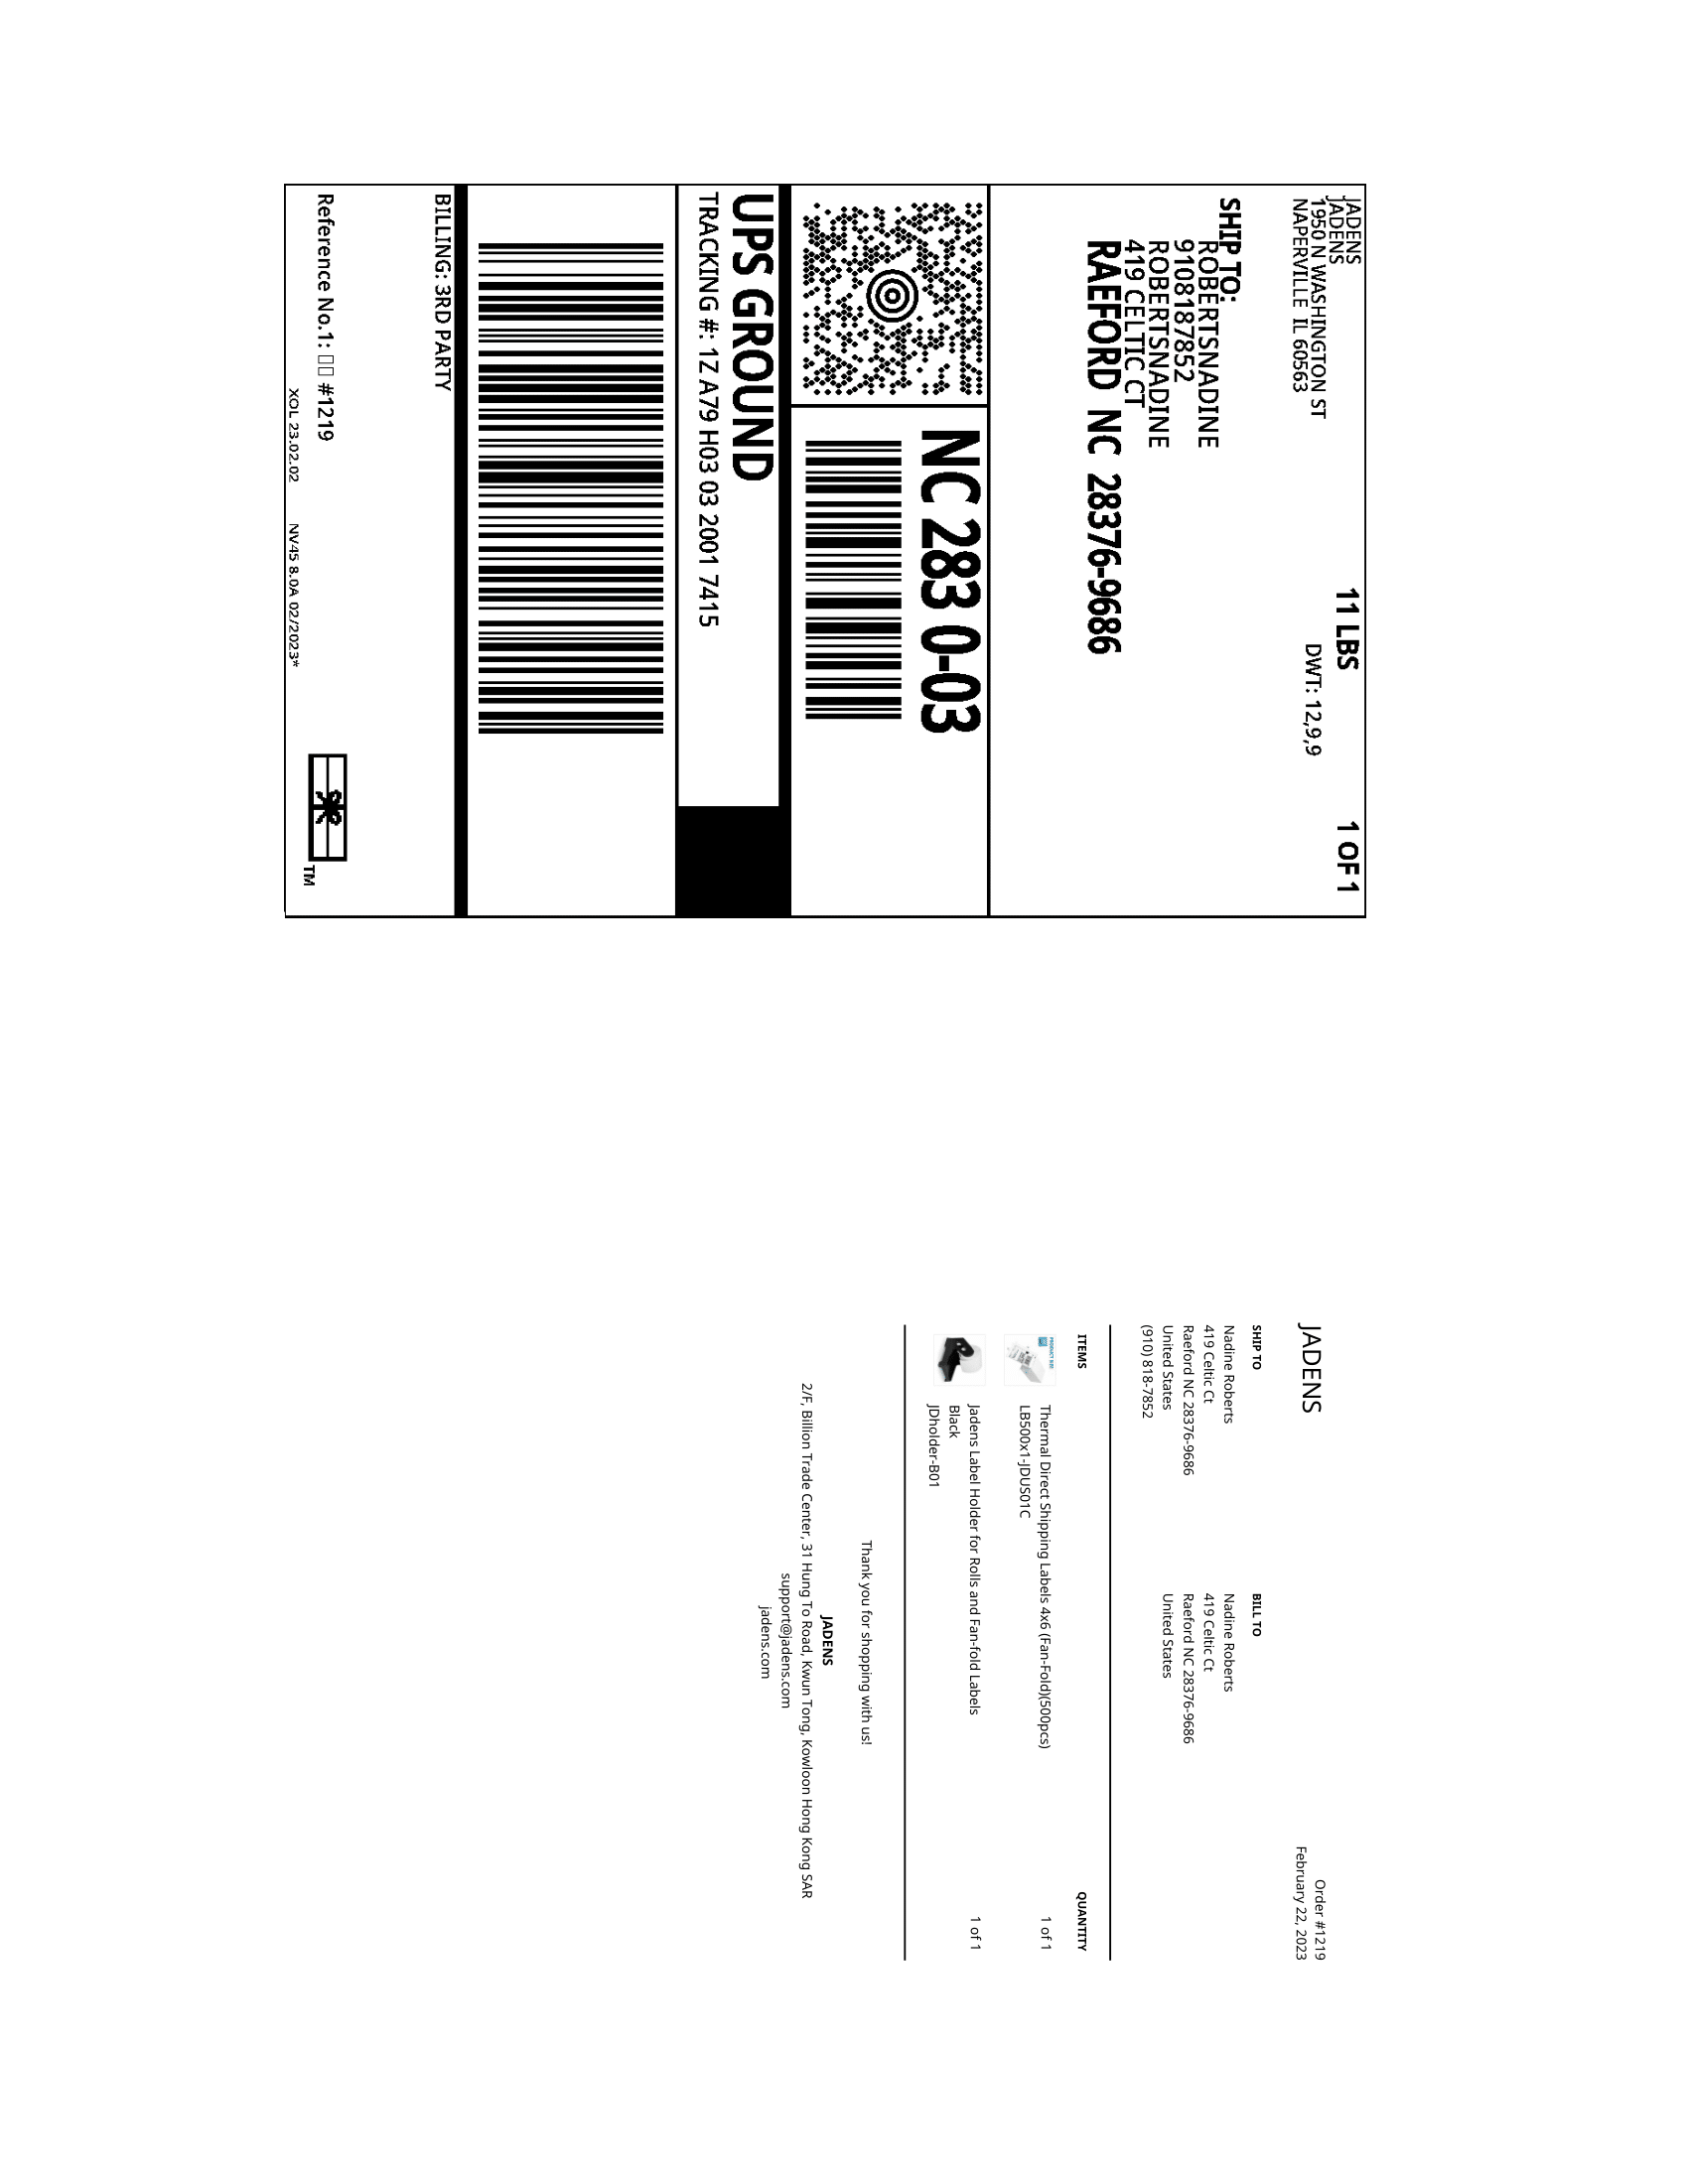 JADENS
JADENS
1950 N WASHINGTON ST
NAPERVILLE IL 60563
11 LBS
1 OF 1
DWT: 12,9,9
SHIP TO:
ROBERTSNADINE
9108187852
ROBERTSNADINE
419 CELTIC CT
RAEFORD NC 28376-9686
NC 283 0-03
UPS GROUND
TRACKING #: 1Z A79 H03 03 2001 7415
BILLING: 3RD PARTY
Reference No.1: □□ #1219
XOL 23.02.02 NV45 8.0A 02/2023*
TM
JADENS
Order #1219
February 22, 2023
SHIP TO
Nadine Roberts
419 Celtic Ct
Raeford NC 28376-9686
United States
(910) 818-7852
BILL TO
Nadine Roberts
419 Celtic Ct
Raeford NC 28376-9686
United States
ITEMS
QUANTITY
Thermal Direct Shipping Labels 4x6 (Fan-Fold)(500pcs)
1 of 1
LB500x1-JDUS01C
Jadens Label Holder for Rolls and Fan-fold Labels
1 of 1
Black
JDholder-B01
Thank you for shopping with us!
JADENS
2/F, Billion Trade Center, 31 Hung To Road, Kwun Tong, Kowloon Hong Kong SAR
support@jadens.com
jadens.com